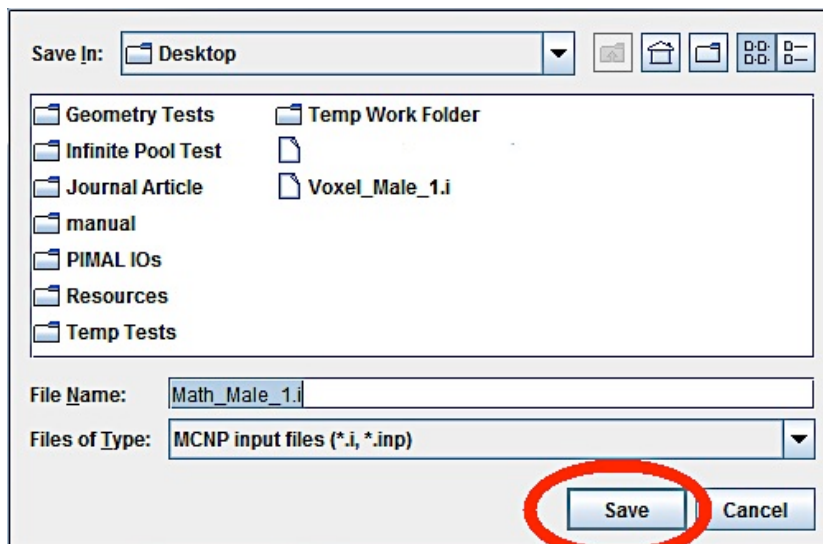 Save In: Desktop
Geometry Tests Temp Work Folder
Infinite Pool Test
Journal Article Voxel_Male_1.i
manual
PIMAL IOs
Resources
Temp Tests
File Name: Math_Male_1.i
Files of Type: MCNP input files (*.i, *.inp)
Save Cancel